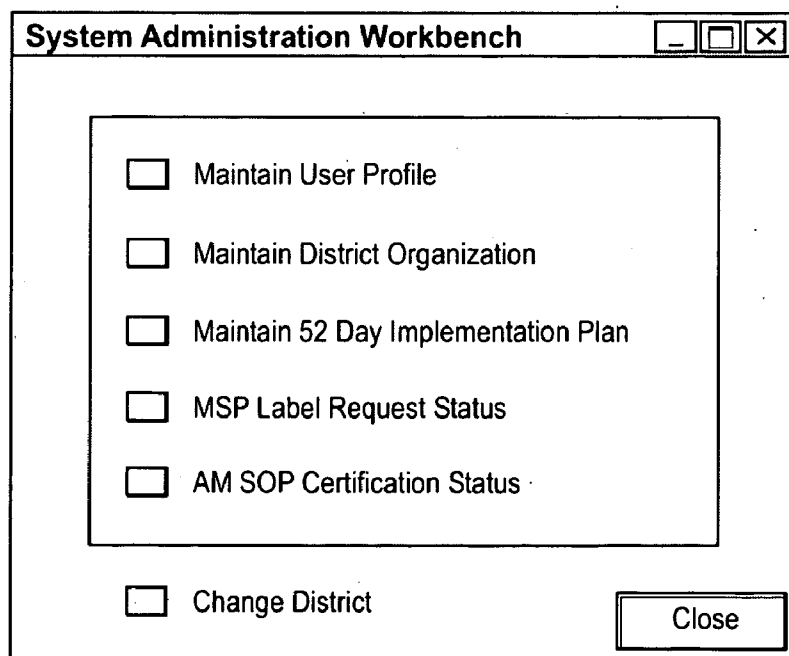 System Administration Workbench
Maintain User Profile
Maintain District Organization
Maintain 52 Day Implementation Plan
MSP Label Request Status
AM SOP Certification Status
Change District
Close